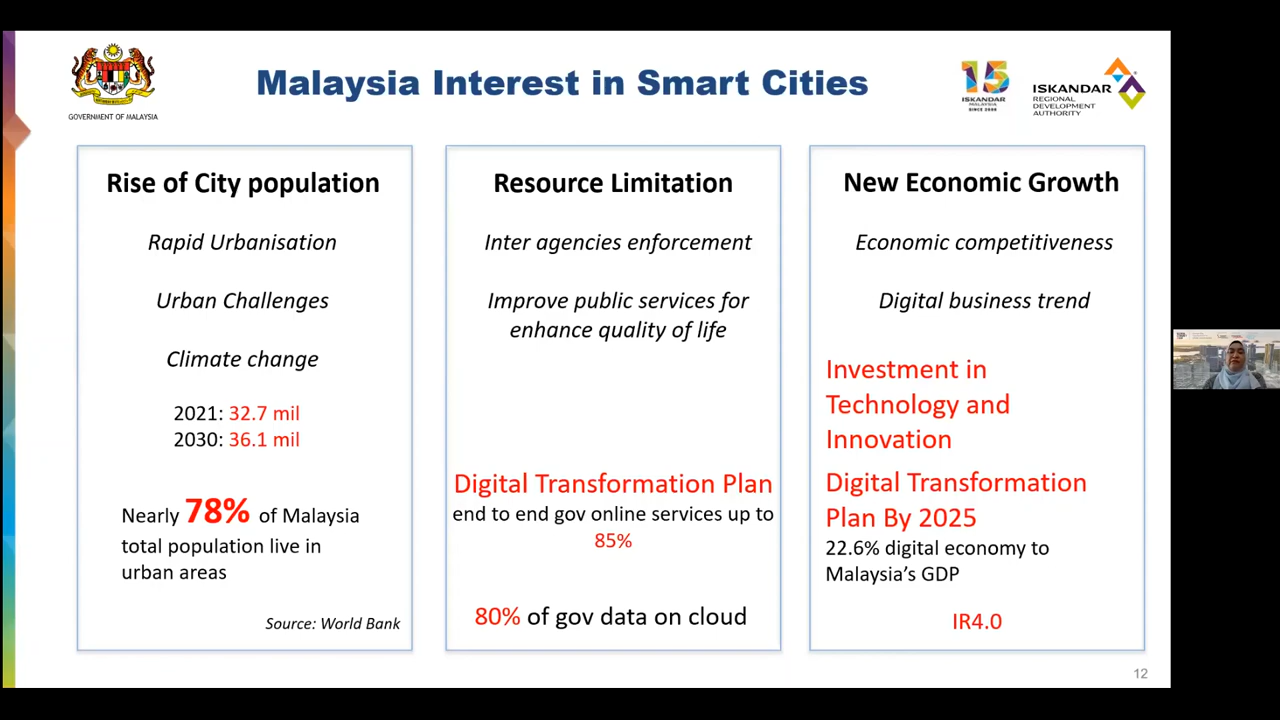 GOVERNMENT OF MALAYSIA
Malaysia Interest in Smart Cities
15
ISKANDAR
MALAYSIA
ISKANDAR
REGIONAL
DEVELOPMENT
AUTHORITY
Rise of City population
Rapid Urbanisation
Urban Challenges
Climate change
2021: 32.7 mil
2030: 36.1 mil
Nearly 78% of Malaysia
total population live in
urban areas
Source: World Bank
Resource Limitation
Inter agencies enforcement
Improve public services for
enhance quality of life
Digital Transformation Plan
end to end gov online services up to
85%
80% of gov data on cloud
New Economic Growth
Economic competitiveness
Digital business trend
Investment in
Technology and
Innovation
Digital Transformation
Plan By 2025
22.6% digital economy to
Malaysia's GDP
IR4.0
12